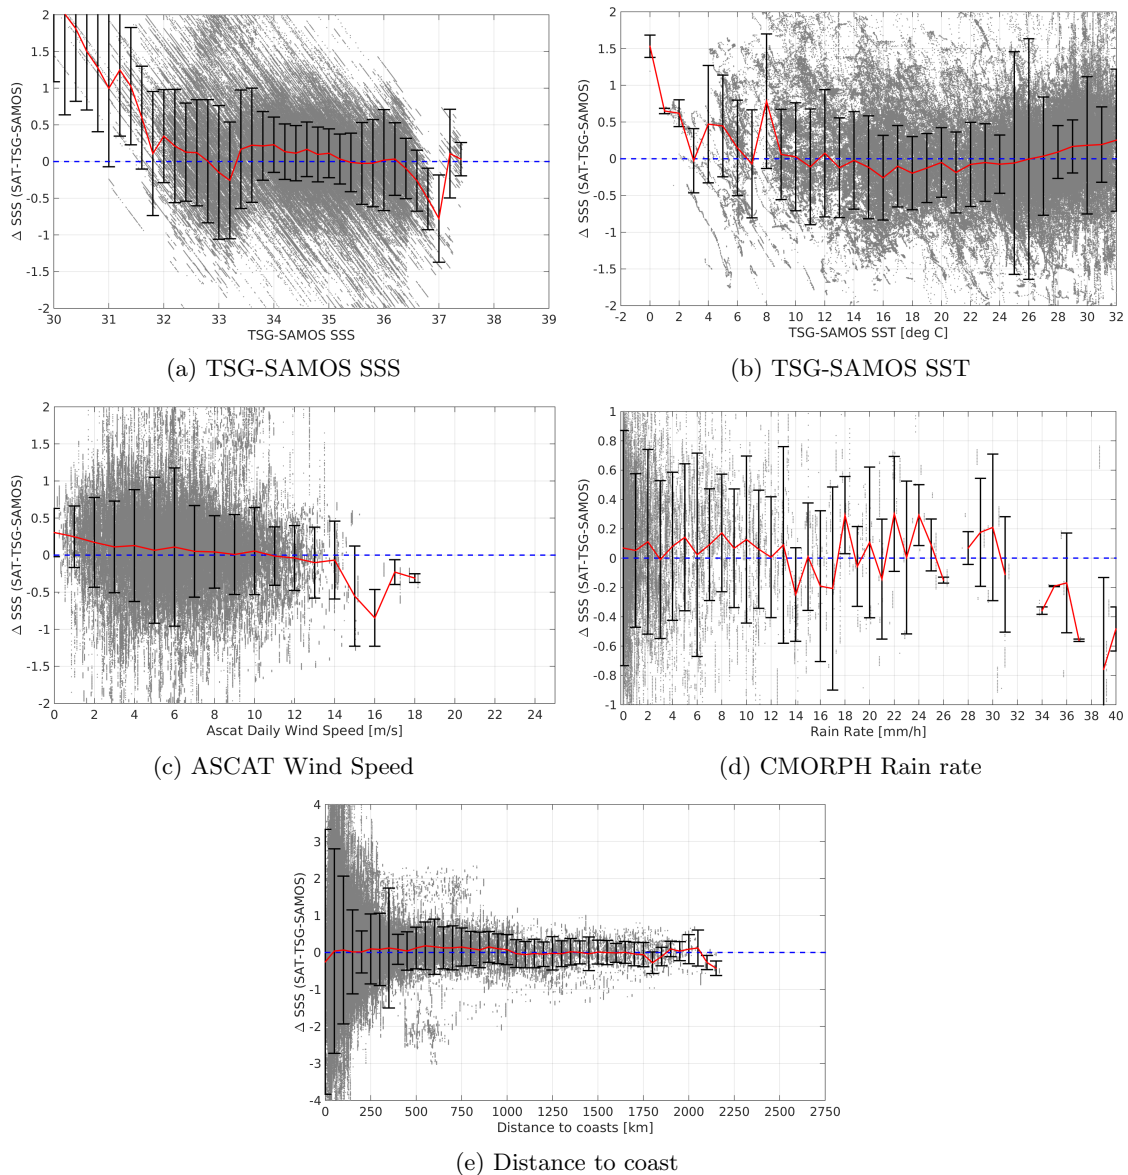 2
1.5
1
0.5
0
-0.5
-1
-1.5
-2
Δ SSS (SAT-TSG-SAMOS)
30 31 32 33 34 35 36 37 38 39
TSG-SAMOS SSS
(a) TSG-SAMOS SSS
2
1.5
1
0.5
0
-0.5
-1
-1.5
-2
Δ SSS (SAT-TSG-SAMOS)
-2 0 2 4 6 8 10 12 14 16 18 20 22 24 26 28 30 32
TSG-SAMOS SST [deg C]
(b) TSG-SAMOS SST
2
1.5
1
0.5
0
-0.5
-1
-1.5
-2
Δ SSS (SAT-TSG-SAMOS)
0 2 4 6 8 10 12 14 16 18 20 22 24
Ascat Daily Wind Speed [m/s]
(c) ASCAT Wind Speed
1
0.8
0.6
0.4
0.2
0
-0.2
-0.4
-0.6
-0.8
-1
Δ SSS (SAT-TSG-SAMOS)
0 2 4 6 8 10 12 14 16 18 20 22 24 26 28 30 32 34 36 38 40
Rain Rate [mm/h]
(d) CMORPH Rain rate
4
3
2
1
0
-1
-2
-3
-4
Δ SSS (SAT-TSG-SAMOS)
0 250 500 750 1000 1250 1500 1750 2000 2250 2500 2750
Distance to coasts [km]
(e) Distance to coast